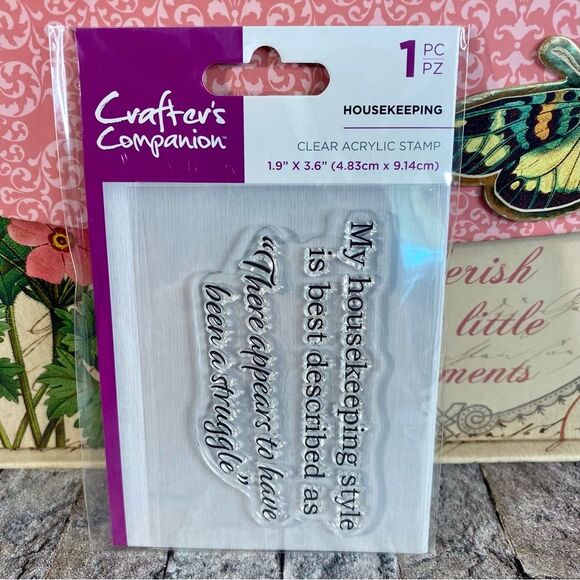 Crafter's
Companion™
1 PC
PZ
HOUSEKEEPING
CLEAR ACRYLIC STAMP
1.9" X 3.6" (4.83cm x 9.14cm)
My housekeeping style
is best described as
"There appears to have
been a struggle"
erish
little
ments